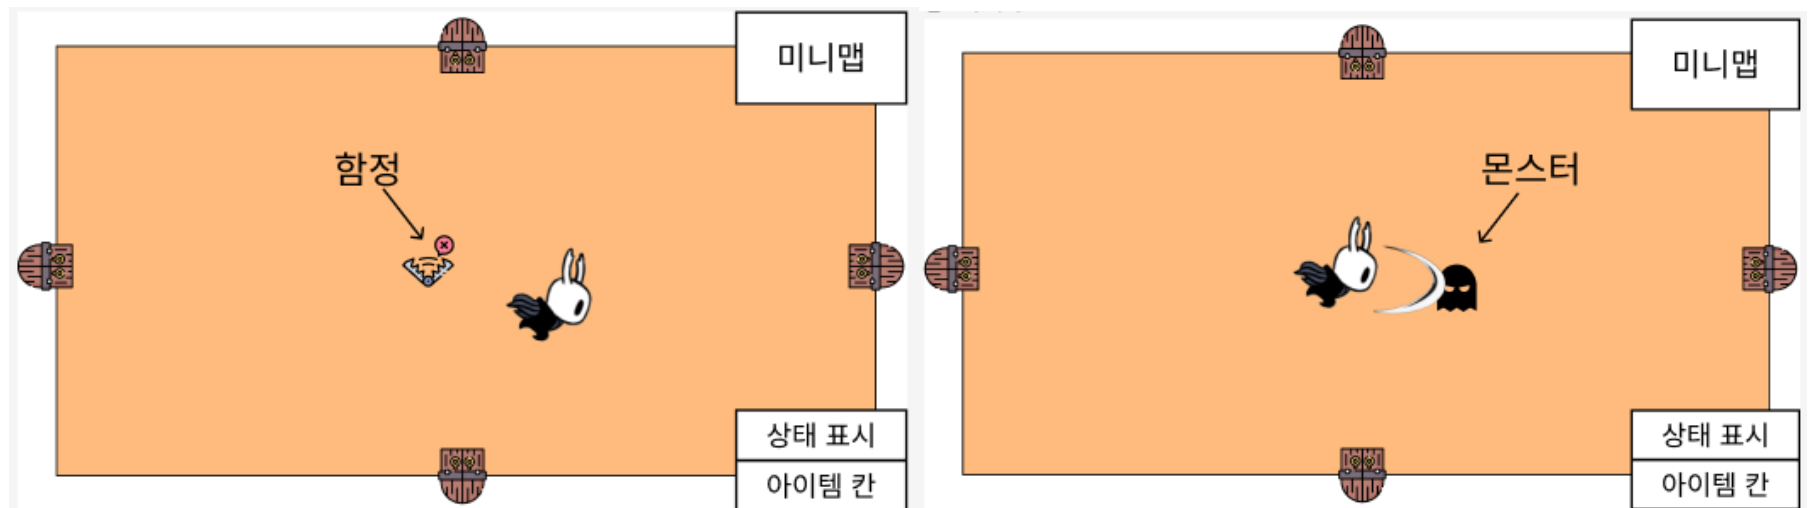 미니맵
함정
상태 표시
아이템 칸
미니맵
몬스터
상태 표시
아이템 칸